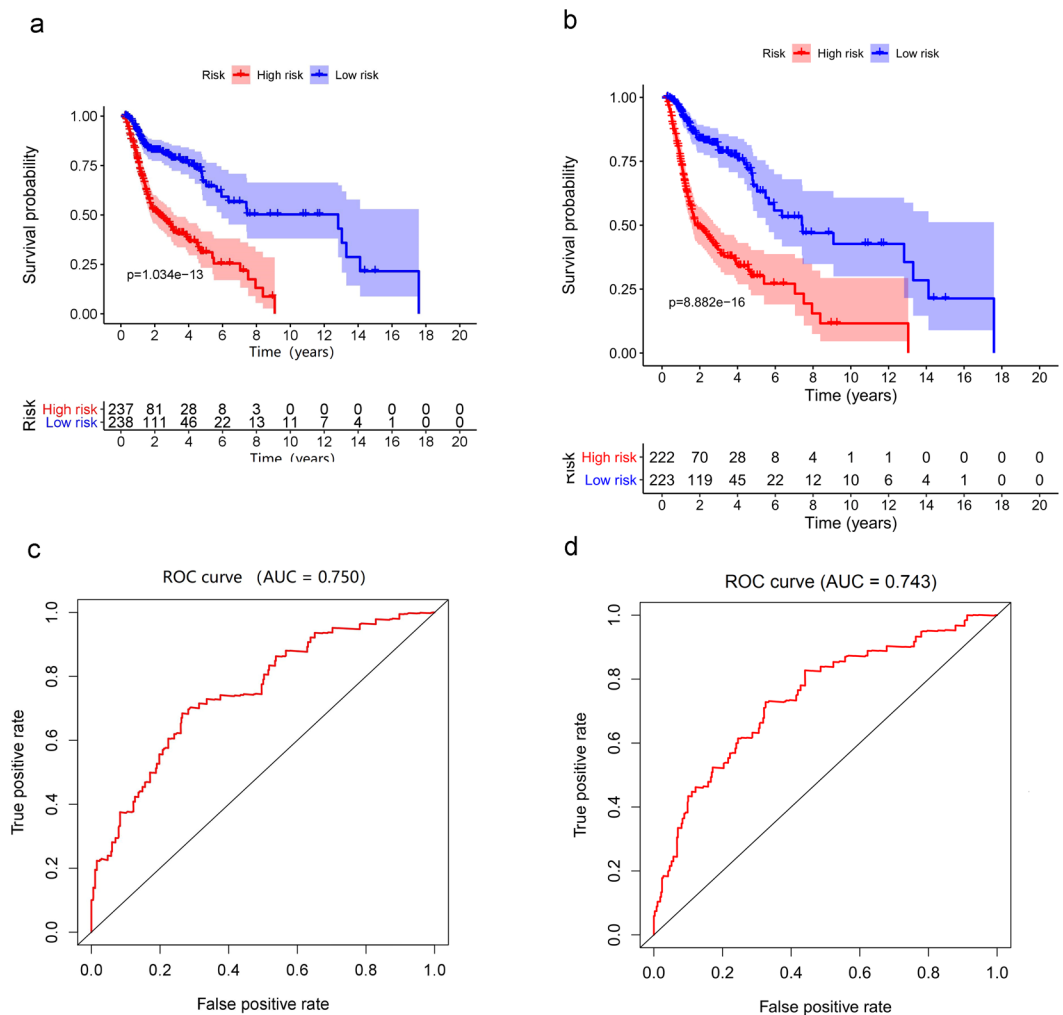 a
Risk High risk Low risk
Survival probability
1.00
0.75
0.50
0.25
0.00
p=1.034e−13
0 2 4 6 8 10 12 14 16 18 20
Time (years)
Risk
High risk 237 81 28 8 3 0 0 0 0 0 0
Low risk 238 111 46 22 13 11 7 4 1 0 0
0 2 4 6 8 10 12 14 16 18 20
Time (years)
b
Risk High risk Low risk
Survival probability
1.00
0.75
0.50
0.25
0.00
p=8.882e−16
0 2 4 6 8 10 12 14 16 18 20
Time (years)
Risk
High risk 222 70 28 8 4 1 1 0 0 0 0
Low risk 223 119 45 22 12 10 6 4 1 0 0
0 2 4 6 8 10 12 14 16 18 20
Time (years)
c
ROC curve (AUC = 0.750)
True positive rate
1.0
0.8
0.6
0.4
0.2
0.0
0.0 0.2 0.4 0.6 0.8 1.0
False positive rate
d
ROC curve (AUC = 0.743)
True positive rate
1.0
0.8
0.6
0.4
0.2
0.0
0.0 0.2 0.4 0.6 0.8 1.0
False positive rate